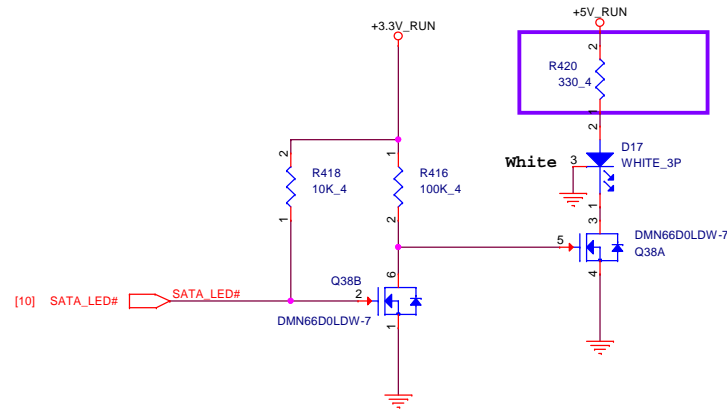 +5V_RUN
+3.3V_RUN
2
R420
330_4
1
2
D17
White 3 WHITE_3P
2 1
R418 R416
10K_4 100K_4
1 2
1
3
DMN66D0LDW-7
5
Q38A
6
Q38B
4
2
[10] SATA_LED# SATA_LED#
DMN66D0LDW-7
1